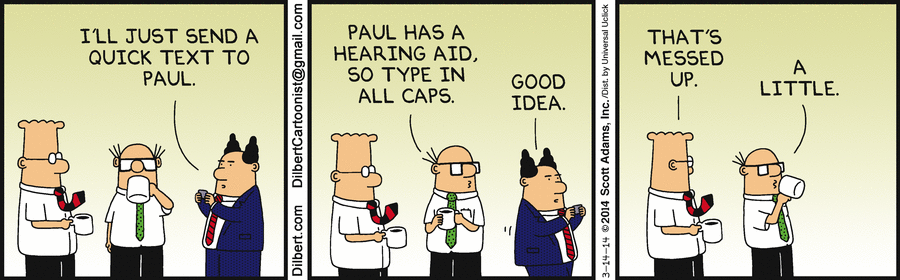 I'LL JUST SEND A
QUICK TEXT TO
PAUL.
Dilbert.com DilbertCartoonist@gmail.com
PAUL HAS A
HEARING AID,
SO TYPE IN
ALL CAPS.
GOOD
IDEA.
3-14-14 © 2014 Scott Adams, Inc. /Dist. by Universal Uclick
THAT'S
MESSED
UP.
A
LITTLE.